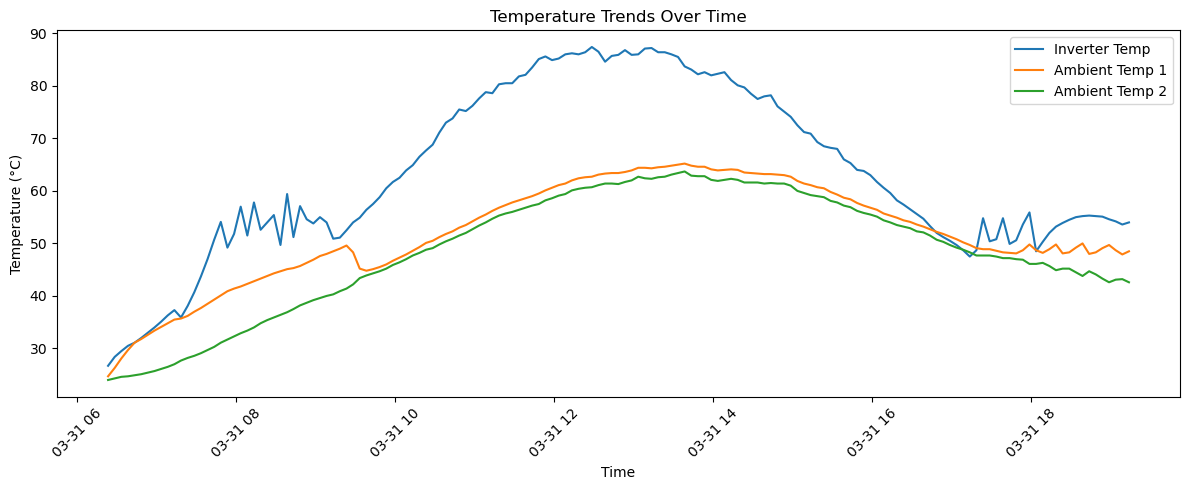 Temperature Trends Over Time
Temperature (°C)
90
80
70
60
50
40
30
Inverter Temp
Ambient Temp 1
Ambient Temp 2
03-31 06
03-31 08
03-31 10
03-31 12
03-31 14
03-31 16
03-31 18
Time